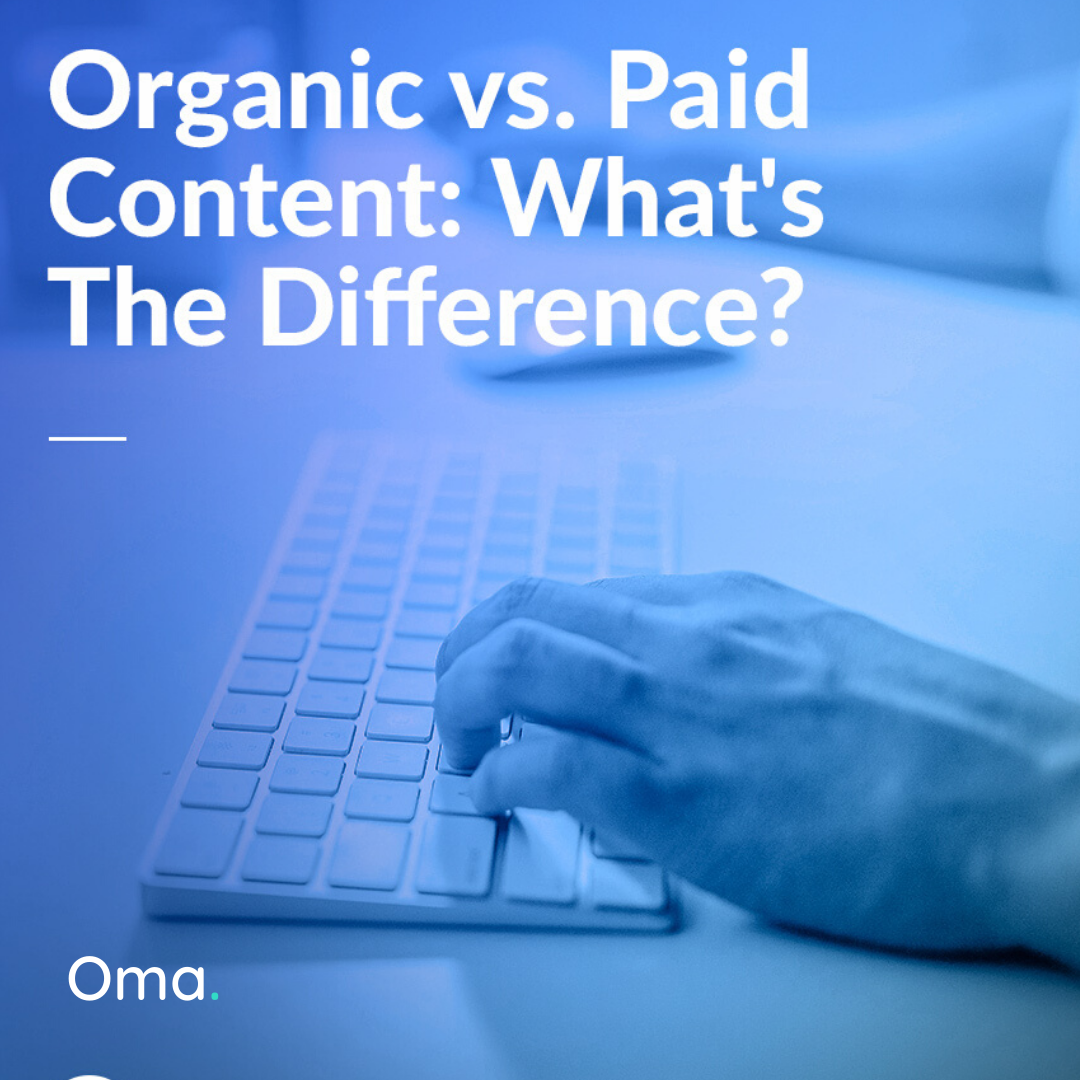 Organic vs. Paid
Content: What's
The Difference?
Oma.